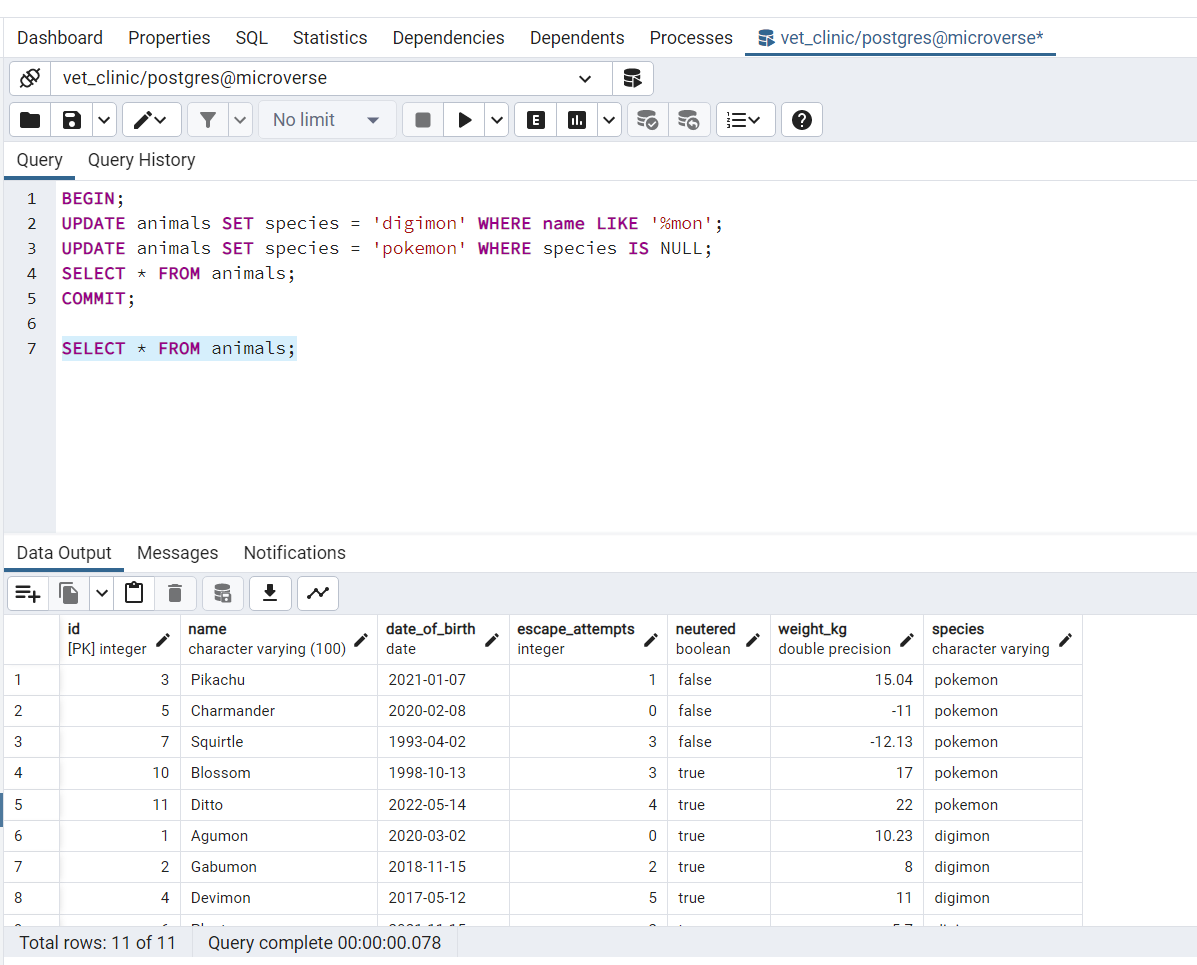 Dashboard Properties SQL Statistics Dependencies Dependents Processes vet_clinic/postgres@microverse*
vet_clinic/postgres@microverse
No limit E
Query Query History
1 BEGIN;
2 UPDATE animals SET species = 'digimon' WHERE name LIKE '%mon';
3 UPDATE animals SET species = 'pokemon' WHERE species IS NULL;
4 SELECT * FROM animals;
5 COMMIT;
6
7 SELECT * FROM animals;
Data Output Messages Notifications
id name date_of_birth escape_attempts neutered weight_kg species
[PK] integer character varying (100) date integer boolean double precision character varying
1 3 Pikachu 2021-01-07 1 false 15.04 pokemon
2 5 Charmander 2020-02-08 0 false -11 pokemon
3 7 Squirtle 1993-04-02 3 false -12.13 pokemon
4 10 Blossom 1998-10-13 3 true 17 pokemon
5 11 Ditto 2022-05-14 4 true 22 pokemon
6 1 Agumon 2020-03-02 0 true 10.23 digimon
7 2 Gabumon 2018-11-15 2 true 8 digimon
8 4 Devimon 2017-05-12 5 true 11 digimon
Total rows: 11 of 11 Query complete 00:00:00.078